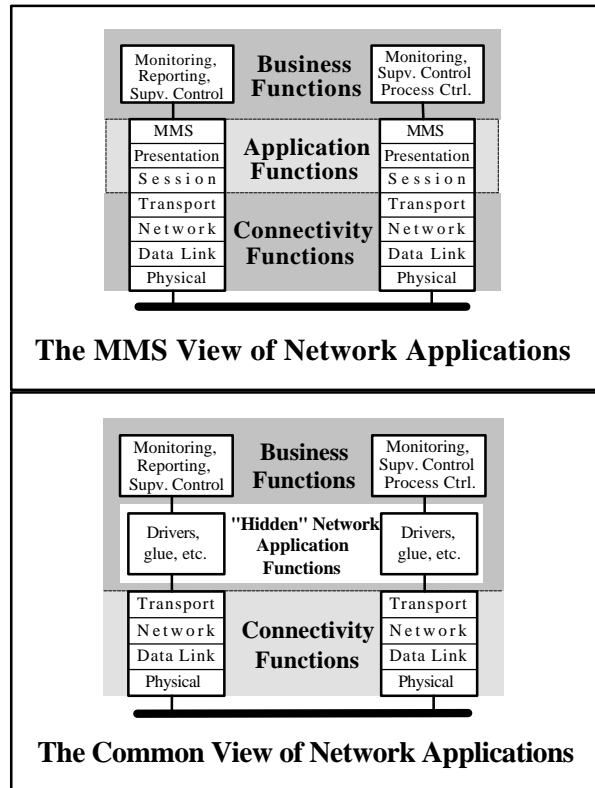 Monitoring,
Reporting,
Supv. Control
Business
Functions
Monitoring,
Supv. Control
Process Ctrl.
MMS
Presentation
Session
Transport
Network
Data Link
Physical
Application
Functions
Connectivity
Functions
MMS
Presentation
Session
Transport
Network
Data Link
Physical
The MMS View of Network Applications
Monitoring,
Reporting,
Supv. Control
Business
Functions
Monitoring,
Supv. Control
Process Ctrl.
Drivers,
glue, etc.
"Hidden" Network
Application
Functions
Drivers,
glue, etc.
Transport
Network
Data Link
Physical
Connectivity
Functions
Transport
Network
Data Link
Physical
The Common View of Network Applications